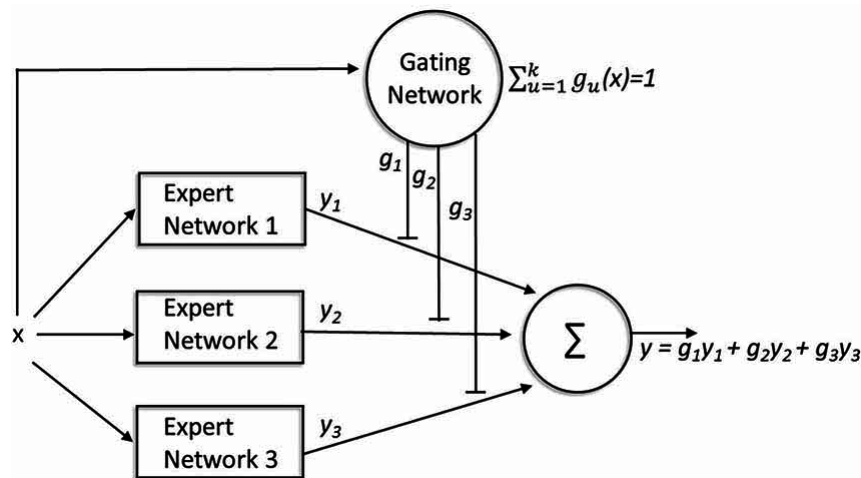 Gating
Network
∑ᵏᵤ₌₁ gᵤ(x)=1
g₁
g₂
g₃
Expert
Network 1
y₁
x
Expert
Network 2
y₂
∑
y = g₁y₁ + g₂y₂ + g₃y₃
Expert
Network 3
y₃